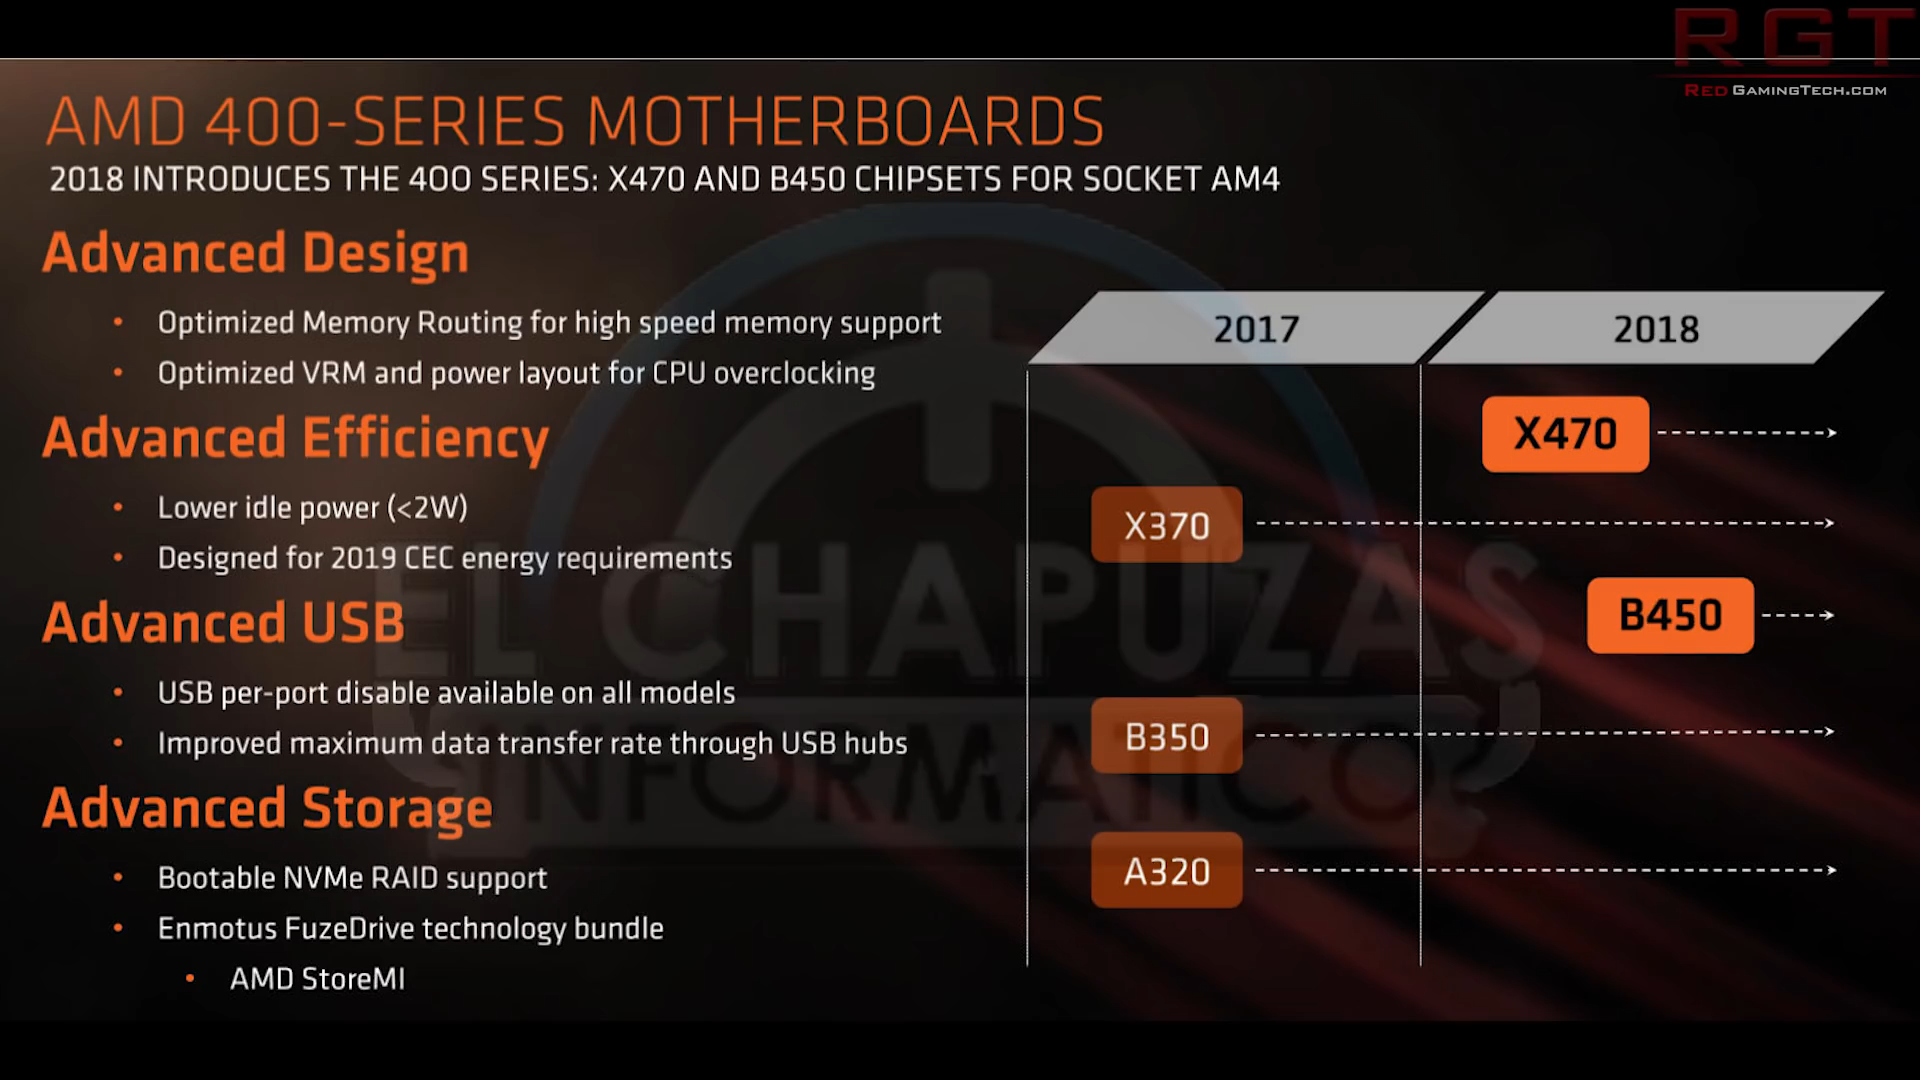 RGT
RED GAMINGTECH.COM
AMD 400-SERIES MOTHERBOARDS
2018 INTRODUCES THE 400 SERIES: X470 AND B450 CHIPSETS FOR SOCKET AM4
Advanced Design
• Optimized Memory Routing for high speed memory support
• Optimized VRM and power layout for CPU overclocking
Advanced Efficiency
• Lower idle power (<2W)
• Designed for 2019 CEC energy requirements
Advanced USB
• USB per-port disable available on all models
• Improved maximum data transfer rate through USB hubs
Advanced Storage
• Bootable NVMe RAID support
• Enmotus FuzeDrive technology bundle
• AMD StoreMI
2017
2018
X470
X370
B450
B350
A320
EL CHAPUZAS
INFORMÁTICO